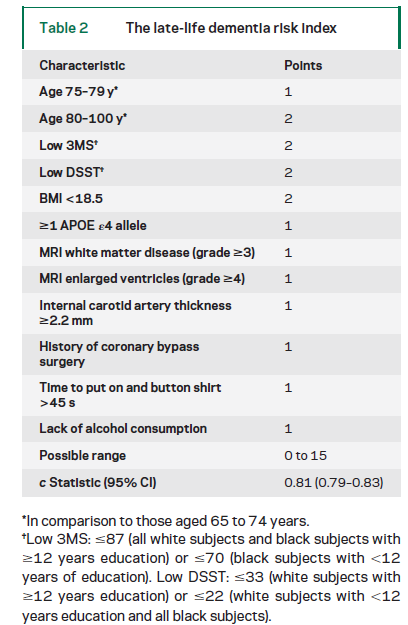 Table 2 The late-life dementia risk index
Characteristic Points
Age 75–79 y* 1
Age 80–100 y* 2
Low 3MS† 2
Low DSST† 2
BMI <18.5 2
≥1 APOE ε4 allele 1
MRI white matter disease (grade ≥3) 1
MRI enlarged ventricles (grade ≥4) 1
Internal carotid artery thickness 1
≥2.2 mm
History of coronary bypass 1
surgery
Time to put on and button shirt 1
>45 s
Lack of alcohol consumption 1
Possible range 0 to 15
c Statistic (95% CI) 0.81 (0.79–0.83)
*In comparison to those aged 65 to 74 years.
†Low 3MS: ≤87 (all white subjects and black subjects with
≥12 years education) or ≤70 (black subjects with <12
years of education). Low DSST: ≤33 (white subjects with
≥12 years education) or ≤22 (white subjects with <12
years education and all black subjects).